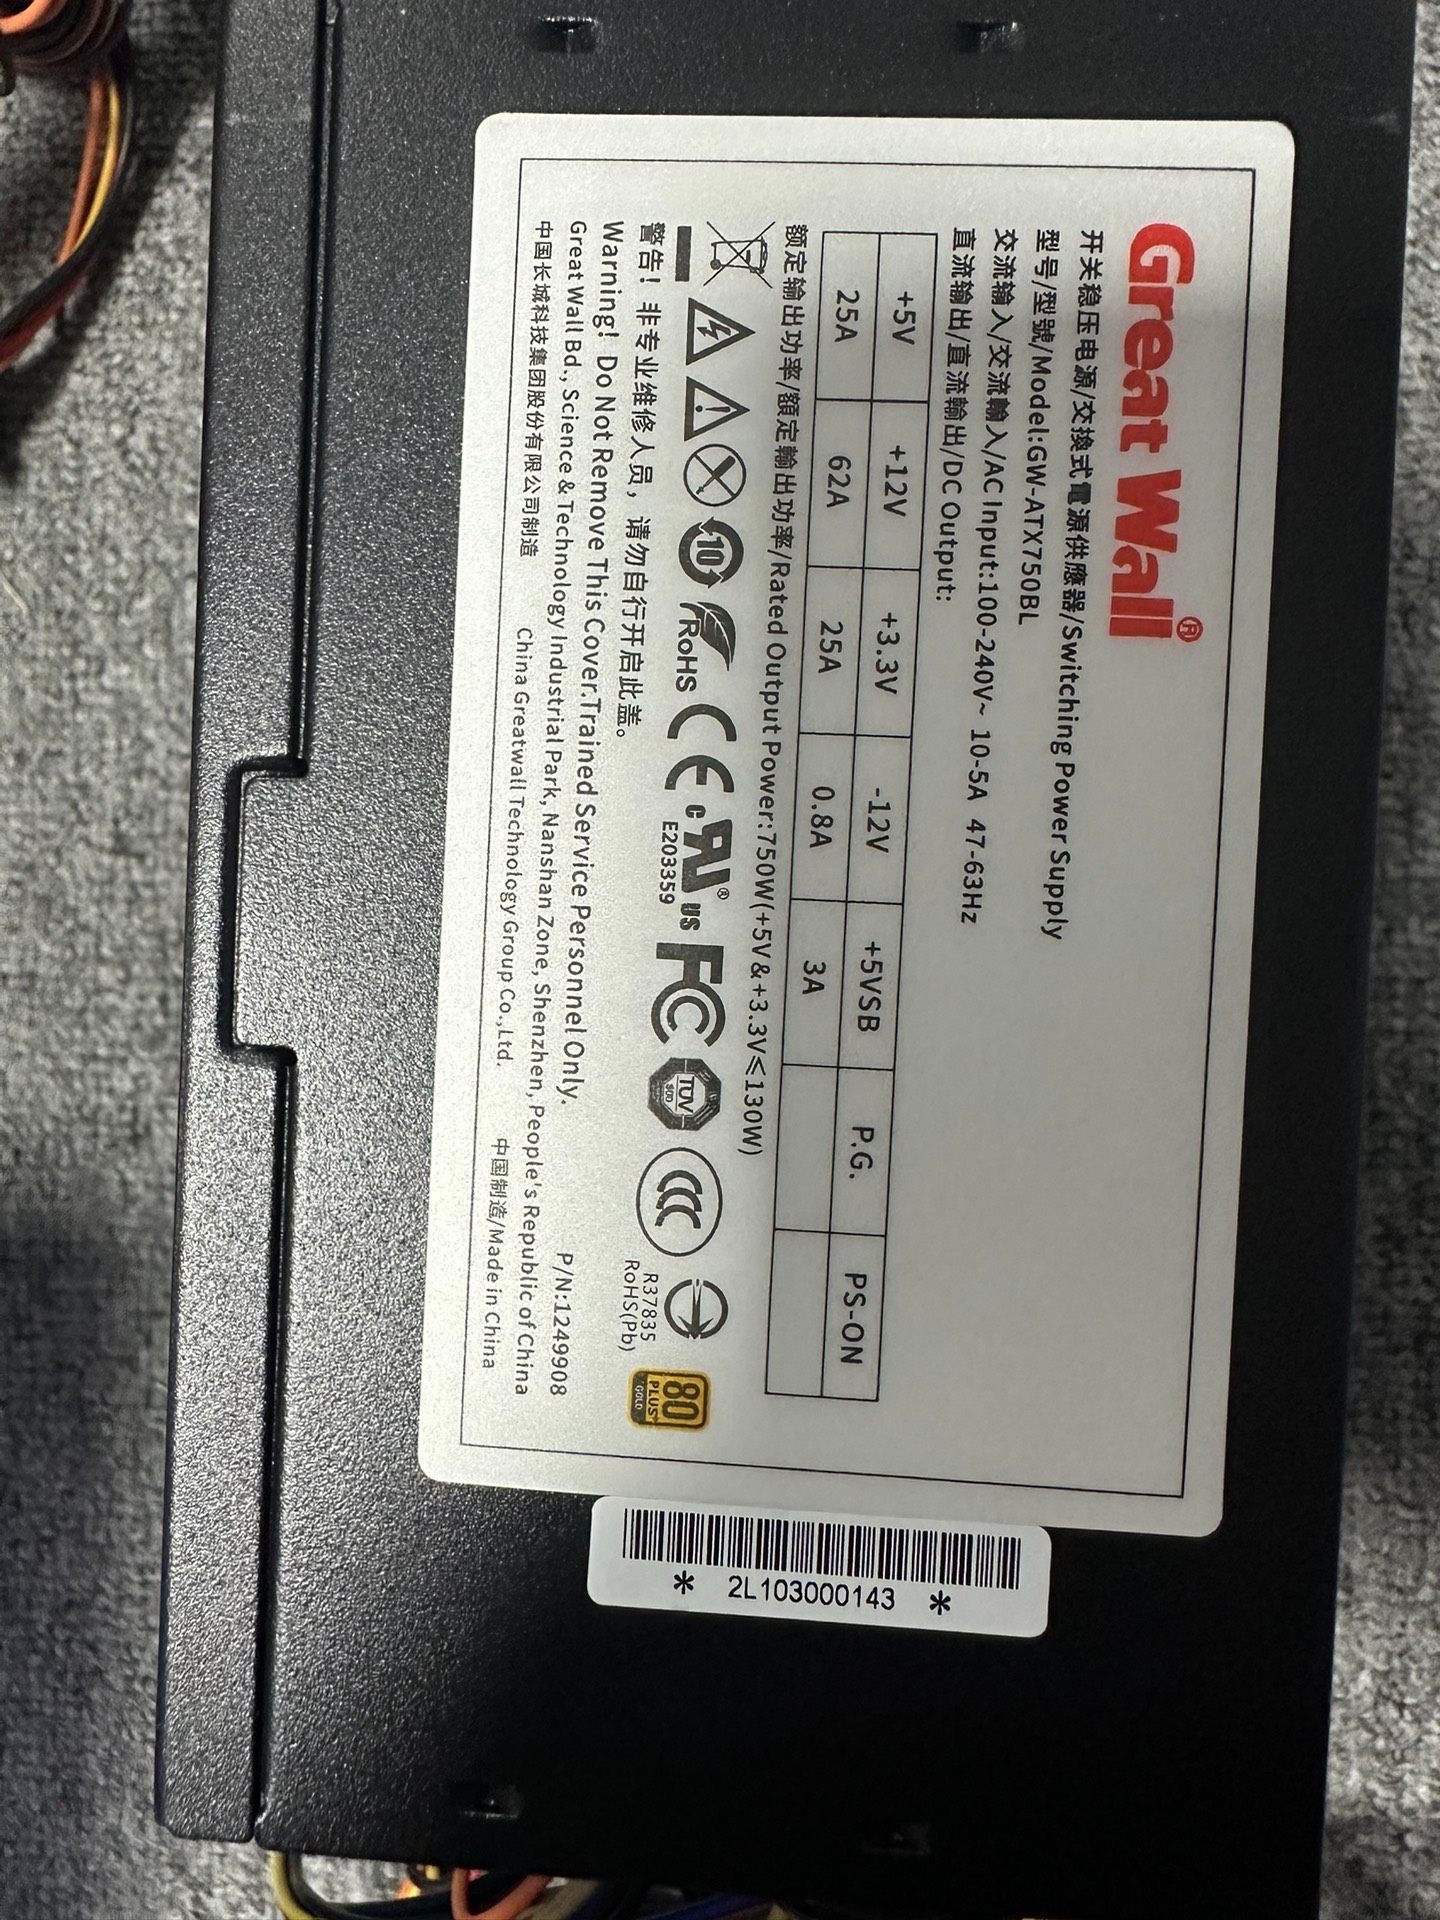 Great Wall®
开关稳压电源/交換式電源供應器/Switching Power Supply
型号/型號/Model:GW-ATX750BL
交流输入/交流輸入/AC Input:100-240V~ 10-5A 47-63Hz
直流输出/直流輸出/DC Output:
+5V +12V +3.3V -12V +5VSB P.G. PS-ON
25A 62A 25A 0.8A 3A
额定输出功率/額定輸出功率/Rated Output Power:750W(+5V&+3.3V≤130W)
10 RoHS CE c RU® US FC TÜV SÜD CCC
E203359
R37835
RoHS(Pb)
80 PLUS GOLD
警告！非专业维修人员，请勿自行开启此盖。
Warning! Do Not Remove This Cover.Trained Service Personnel Only.
P/N:1249908
Great Wall Bd., Science & Technology Industrial Park, Nanshan Zone, Shenzhen, People's Republic of China
中国长城科技集团股份有限公司制造 China Greatwall Technology Group Co.,Ltd. 中国制造/Made in China
* 2L103000143 *